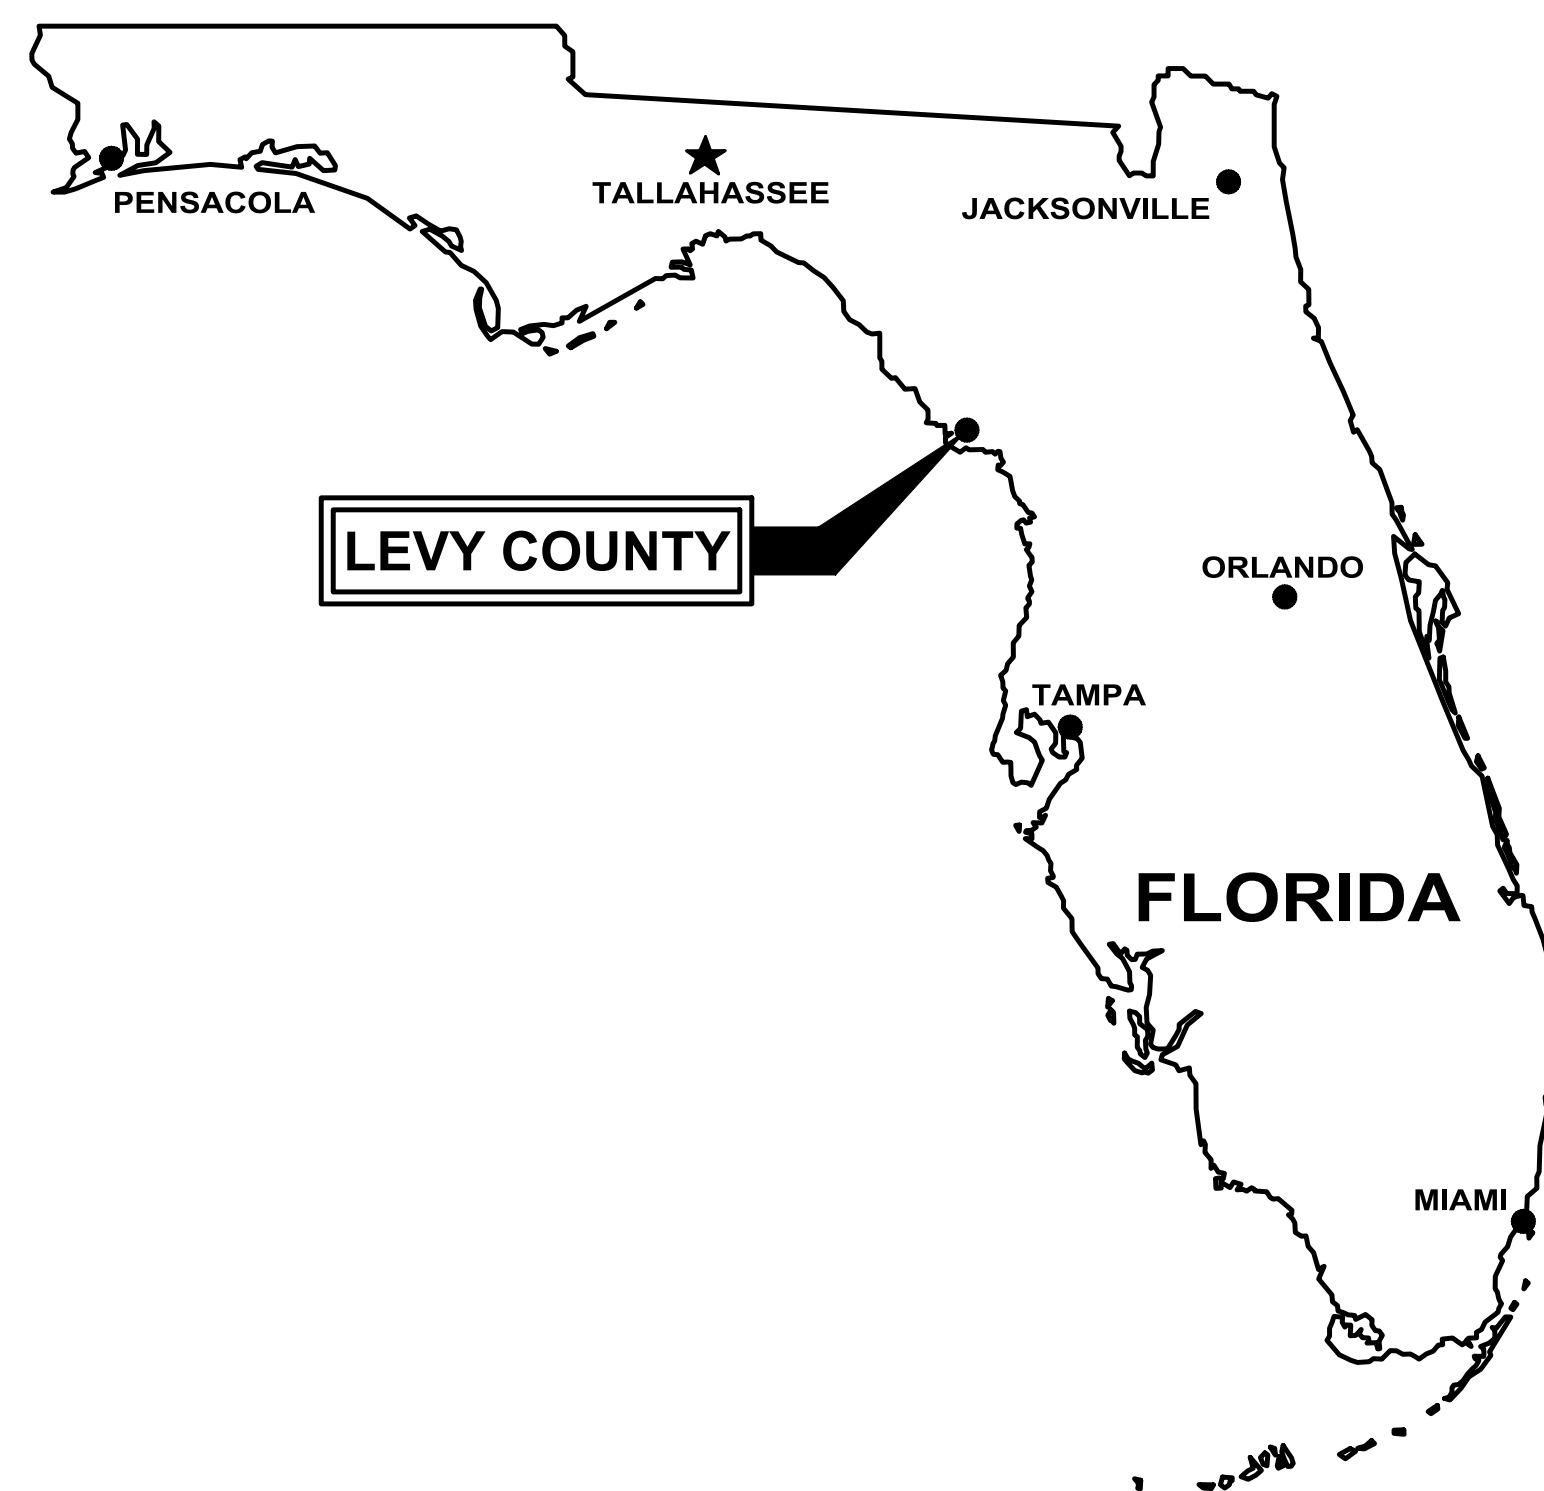 PENSACOLA
TALLAHASSEE
JACKSONVILLE
LEVY COUNTY
ORLANDO
TAMPA
FLORIDA
MIAMI